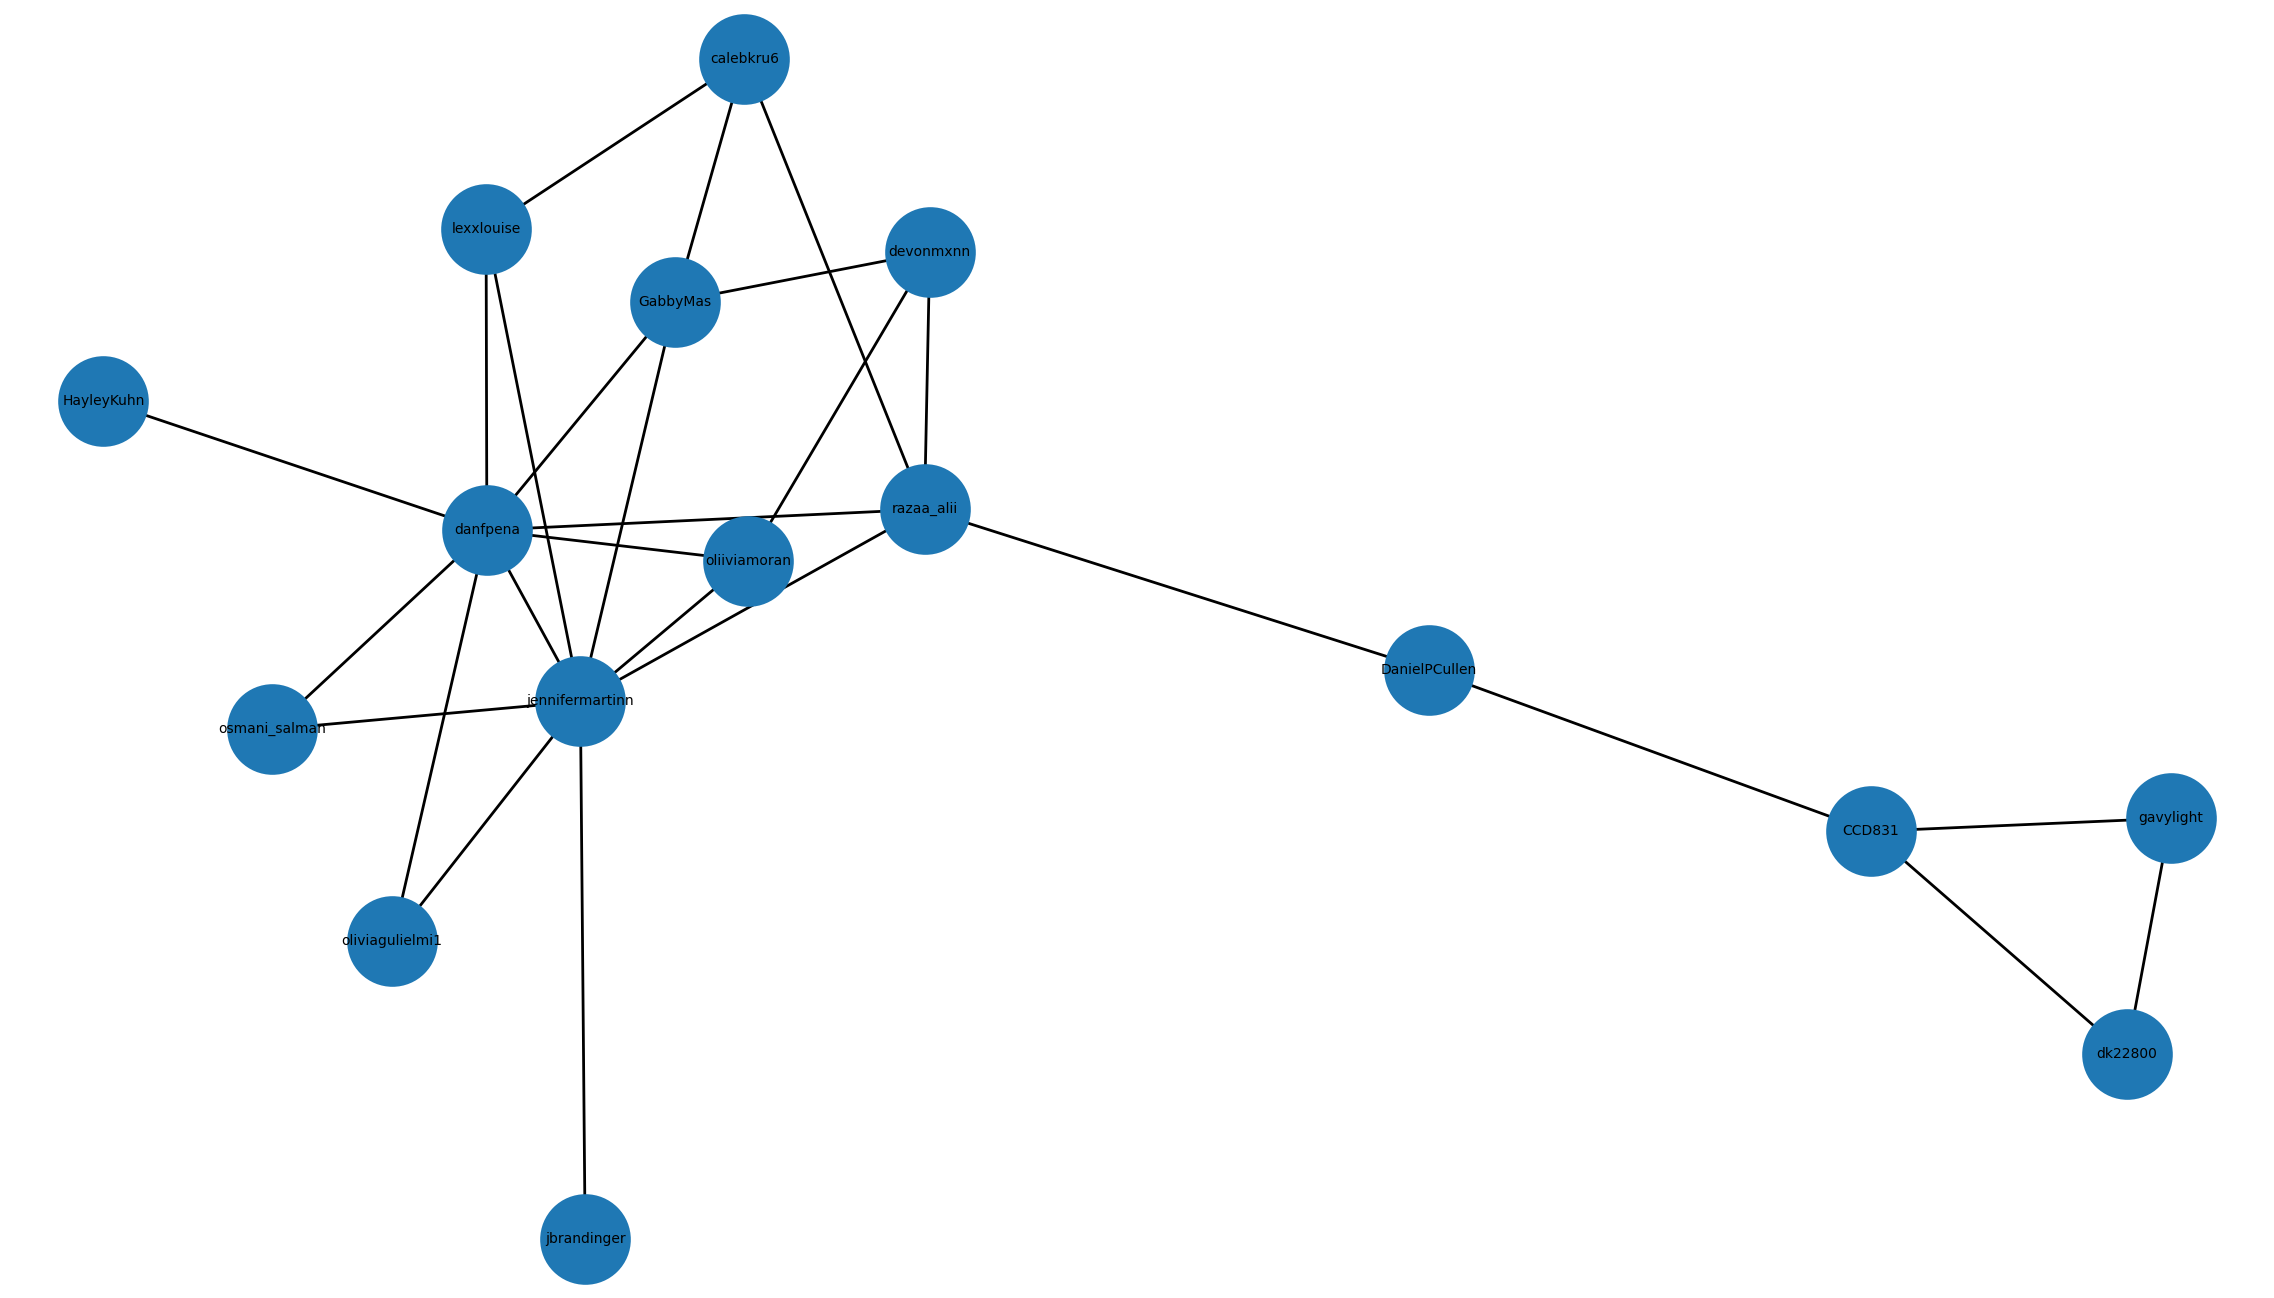 calebkru6
lexxlouise
devonmxnn
GabbyMas
HayleyKuhn
razaa_alii
danfpena
oliiviamoran
DanielPCullen
jennifermartinn
osmani_salman
gavylight
CCD831
oliviagulielmi1
dk22800
jbrandinger